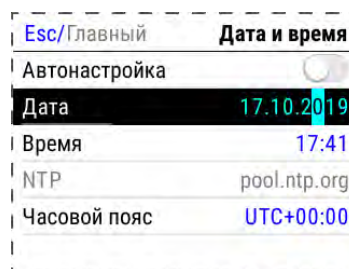 Esc/Главный Дата и время
Автонастройка
Дата 17.10.2019
Время 17:41
NTP pool.ntp.org
Часовой пояс UTC+00:00